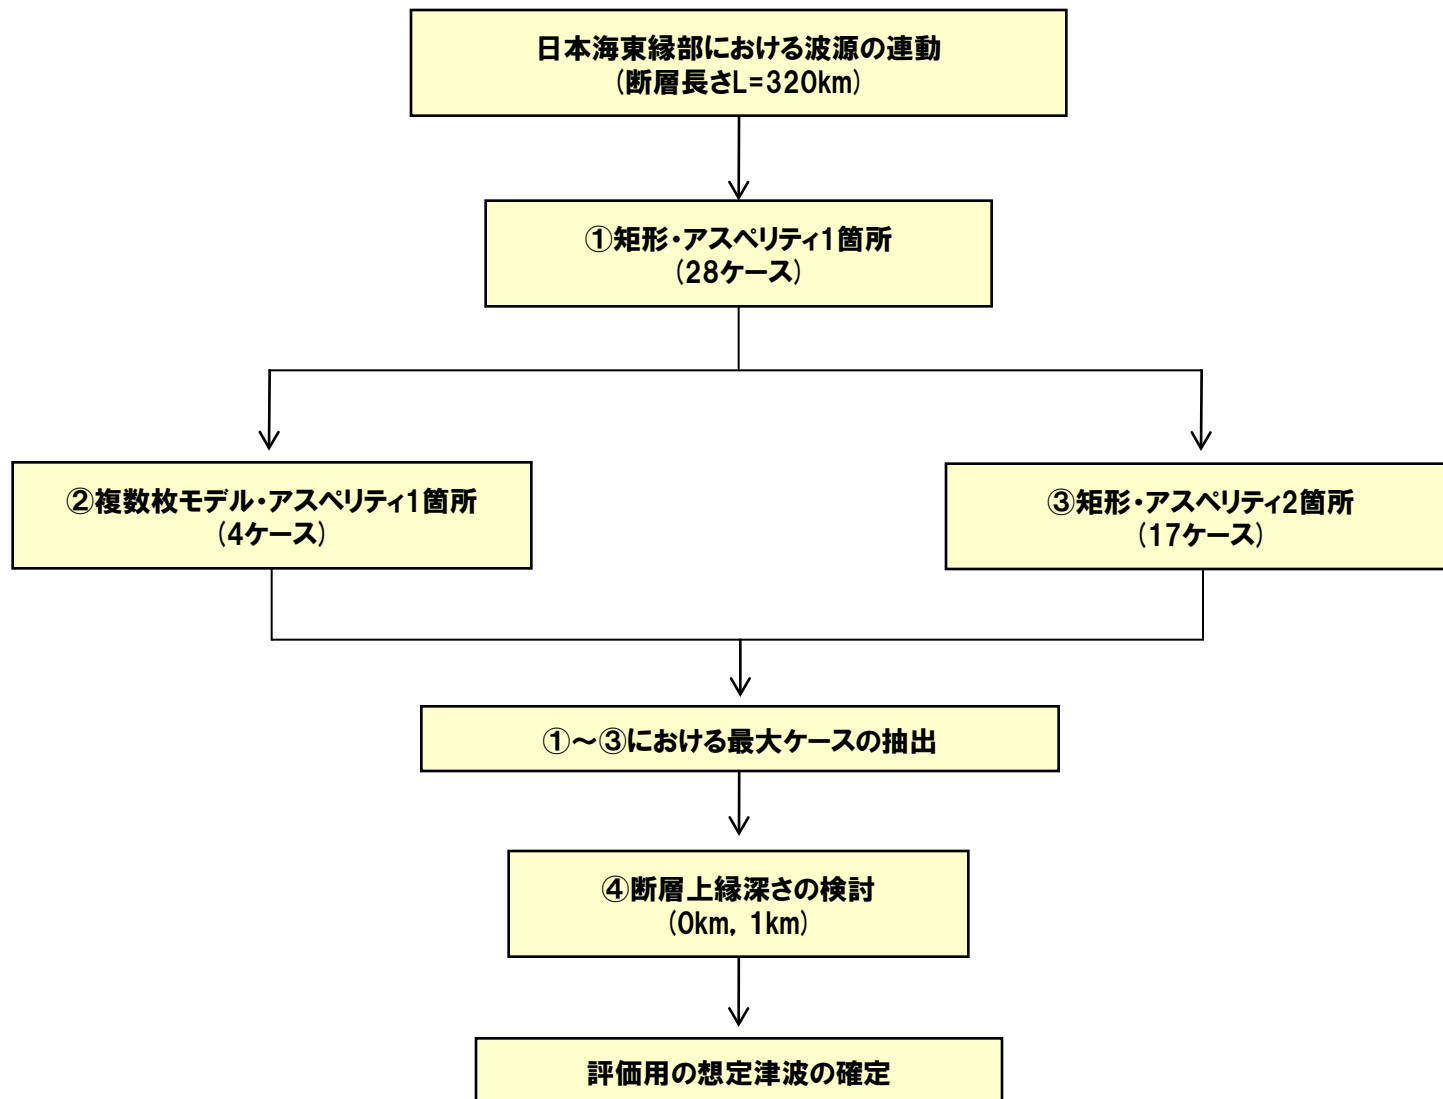 日本海東縁部における波源の連動
(断層長さL=320km)
①矩形・アスペリティ1箇所
(28ケース)
②複数枚モデル・アスペリティ1箇所
(4ケース)
③矩形・アスペリティ2箇所
(17ケース)
①～③における最大ケースの抽出
④断層上縁深さの検討
(0km, 1km)
評価用の想定津波の確定